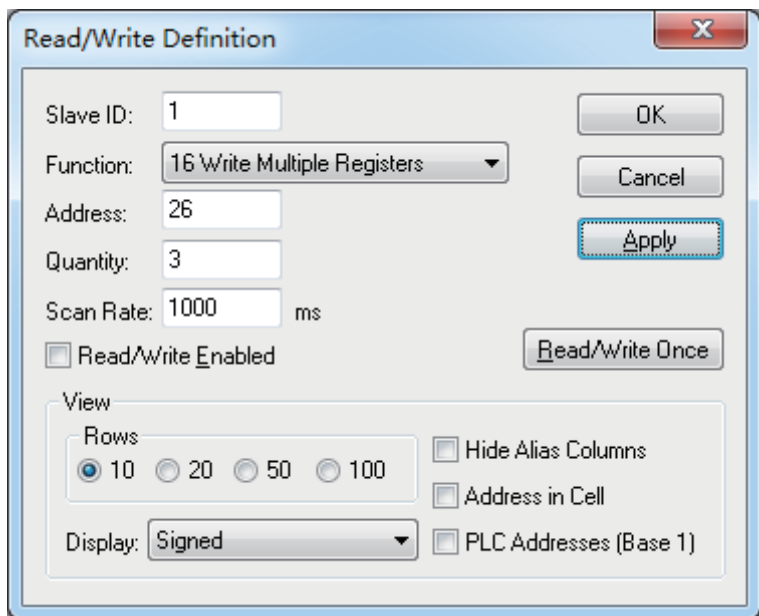 Read/Write Definition
Slave ID: 1
OK
Function: 16 Write Multiple Registers
Cancel
Address: 26
Apply
Quantity: 3
Scan Rate: 1000 ms
Read/Write Enabled
Read/Write Once
View
Rows
10 20 50 100
Hide Alias Columns
Address in Cell
Display: Signed
PLC Addresses (Base 1)